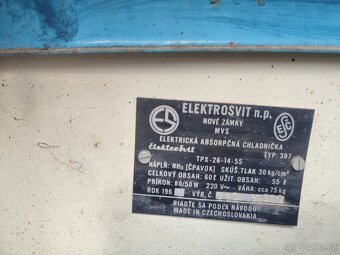 ELEKTROSVIT n.p.
NOVÉ ZÁMKY
MVS
ELEKTRICKÁ ABSORPČNÁ CHLADNIČKA
Elektrosvit
TYP: 397
TPX-26-14-55
NÁPLŇ: NH₃ (ČPAVOK) SKÚŠ. TLAK 30 kg/cm²
CELKOVÝ OBSAH: 60 ℓ UŽIT. OBSAH: 55 ℓ
PRÍKON: 80/50 W 220 V~ VÁHA: cca 75 kg
ROK 196 VÝR. Č.
RIAĎTE SA PODĽA NÁVODU!
MADE IN CZECHOSLOVAKIA